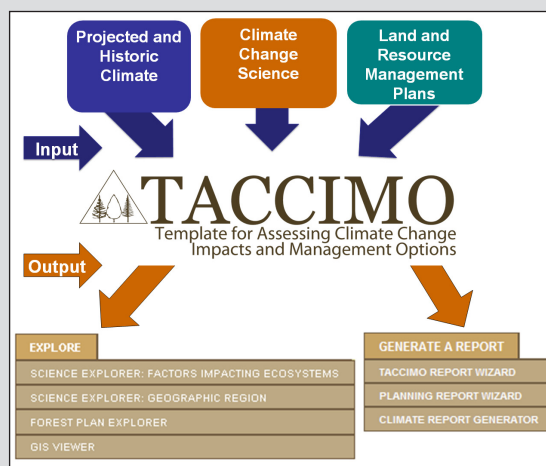 Projected and
Historic
Climate
Climate
Change
Science
Land and
Resource
Management
Plans
Input
TACCIMO
Template for Assessing Climate Change
Impacts and Management Options
Output
EXPLORE
SCIENCE EXPLORER: FACTORS IMPACTING ECOSYSTEMS
SCIENCE EXPLORER: GEOGRAPHIC REGION
FOREST PLAN EXPLORER
GIS VIEWER
GENERATE A REPORT
TACCIMO REPORT WIZARD
PLANNING REPORT WIZARD
CLIMATE REPORT GENERATOR